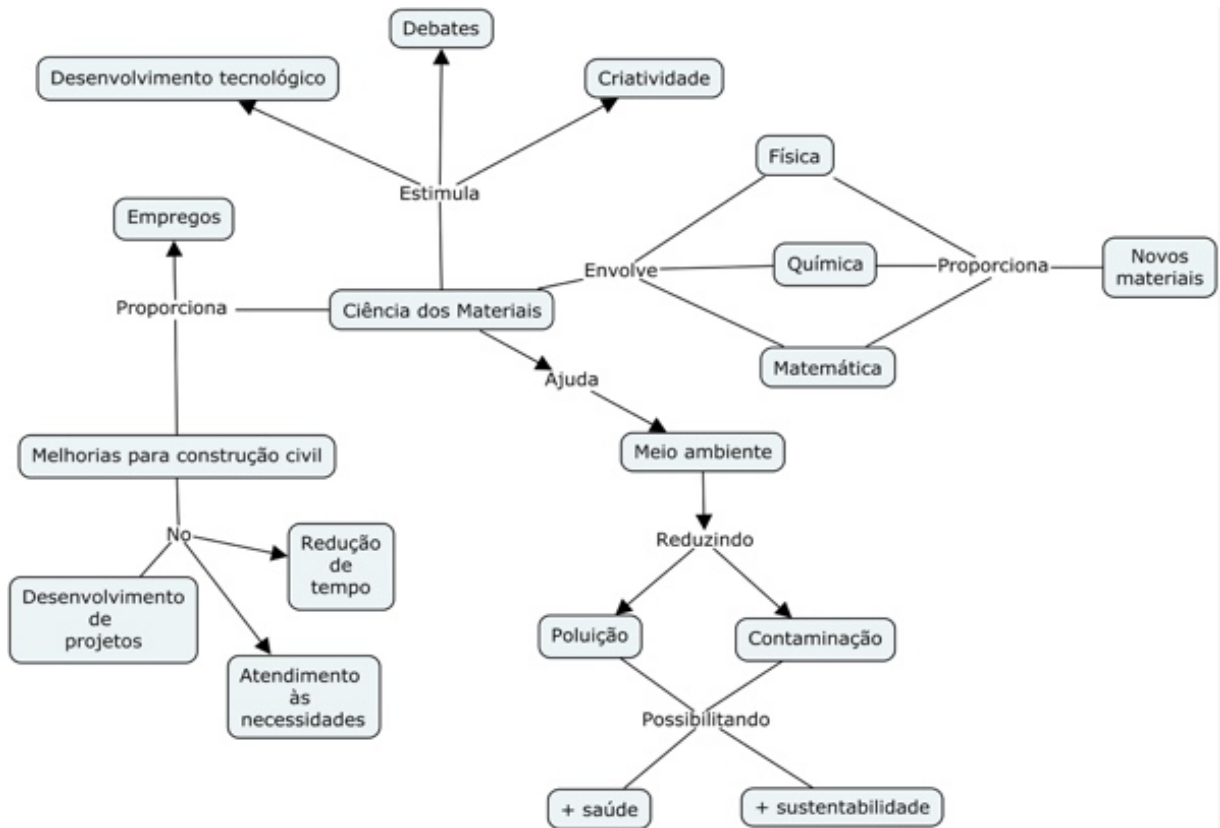 Debates
Desenvolvimento tecnológico
Criatividade
Física
Estimula
Empregos
Envolve
Química
Proporciona
Novos
materiais
Proporciona
Ciência dos Materiais
Matemática
Ajuda
Melhorias para construção civil
Meio ambiente
No
Redução
de
tempo
Reduzindo
Desenvolvimento
de
projetos
Poluição
Contaminação
Atendimento
às
necessidades
Possibilitando
+ saúde
+ sustentabilidade